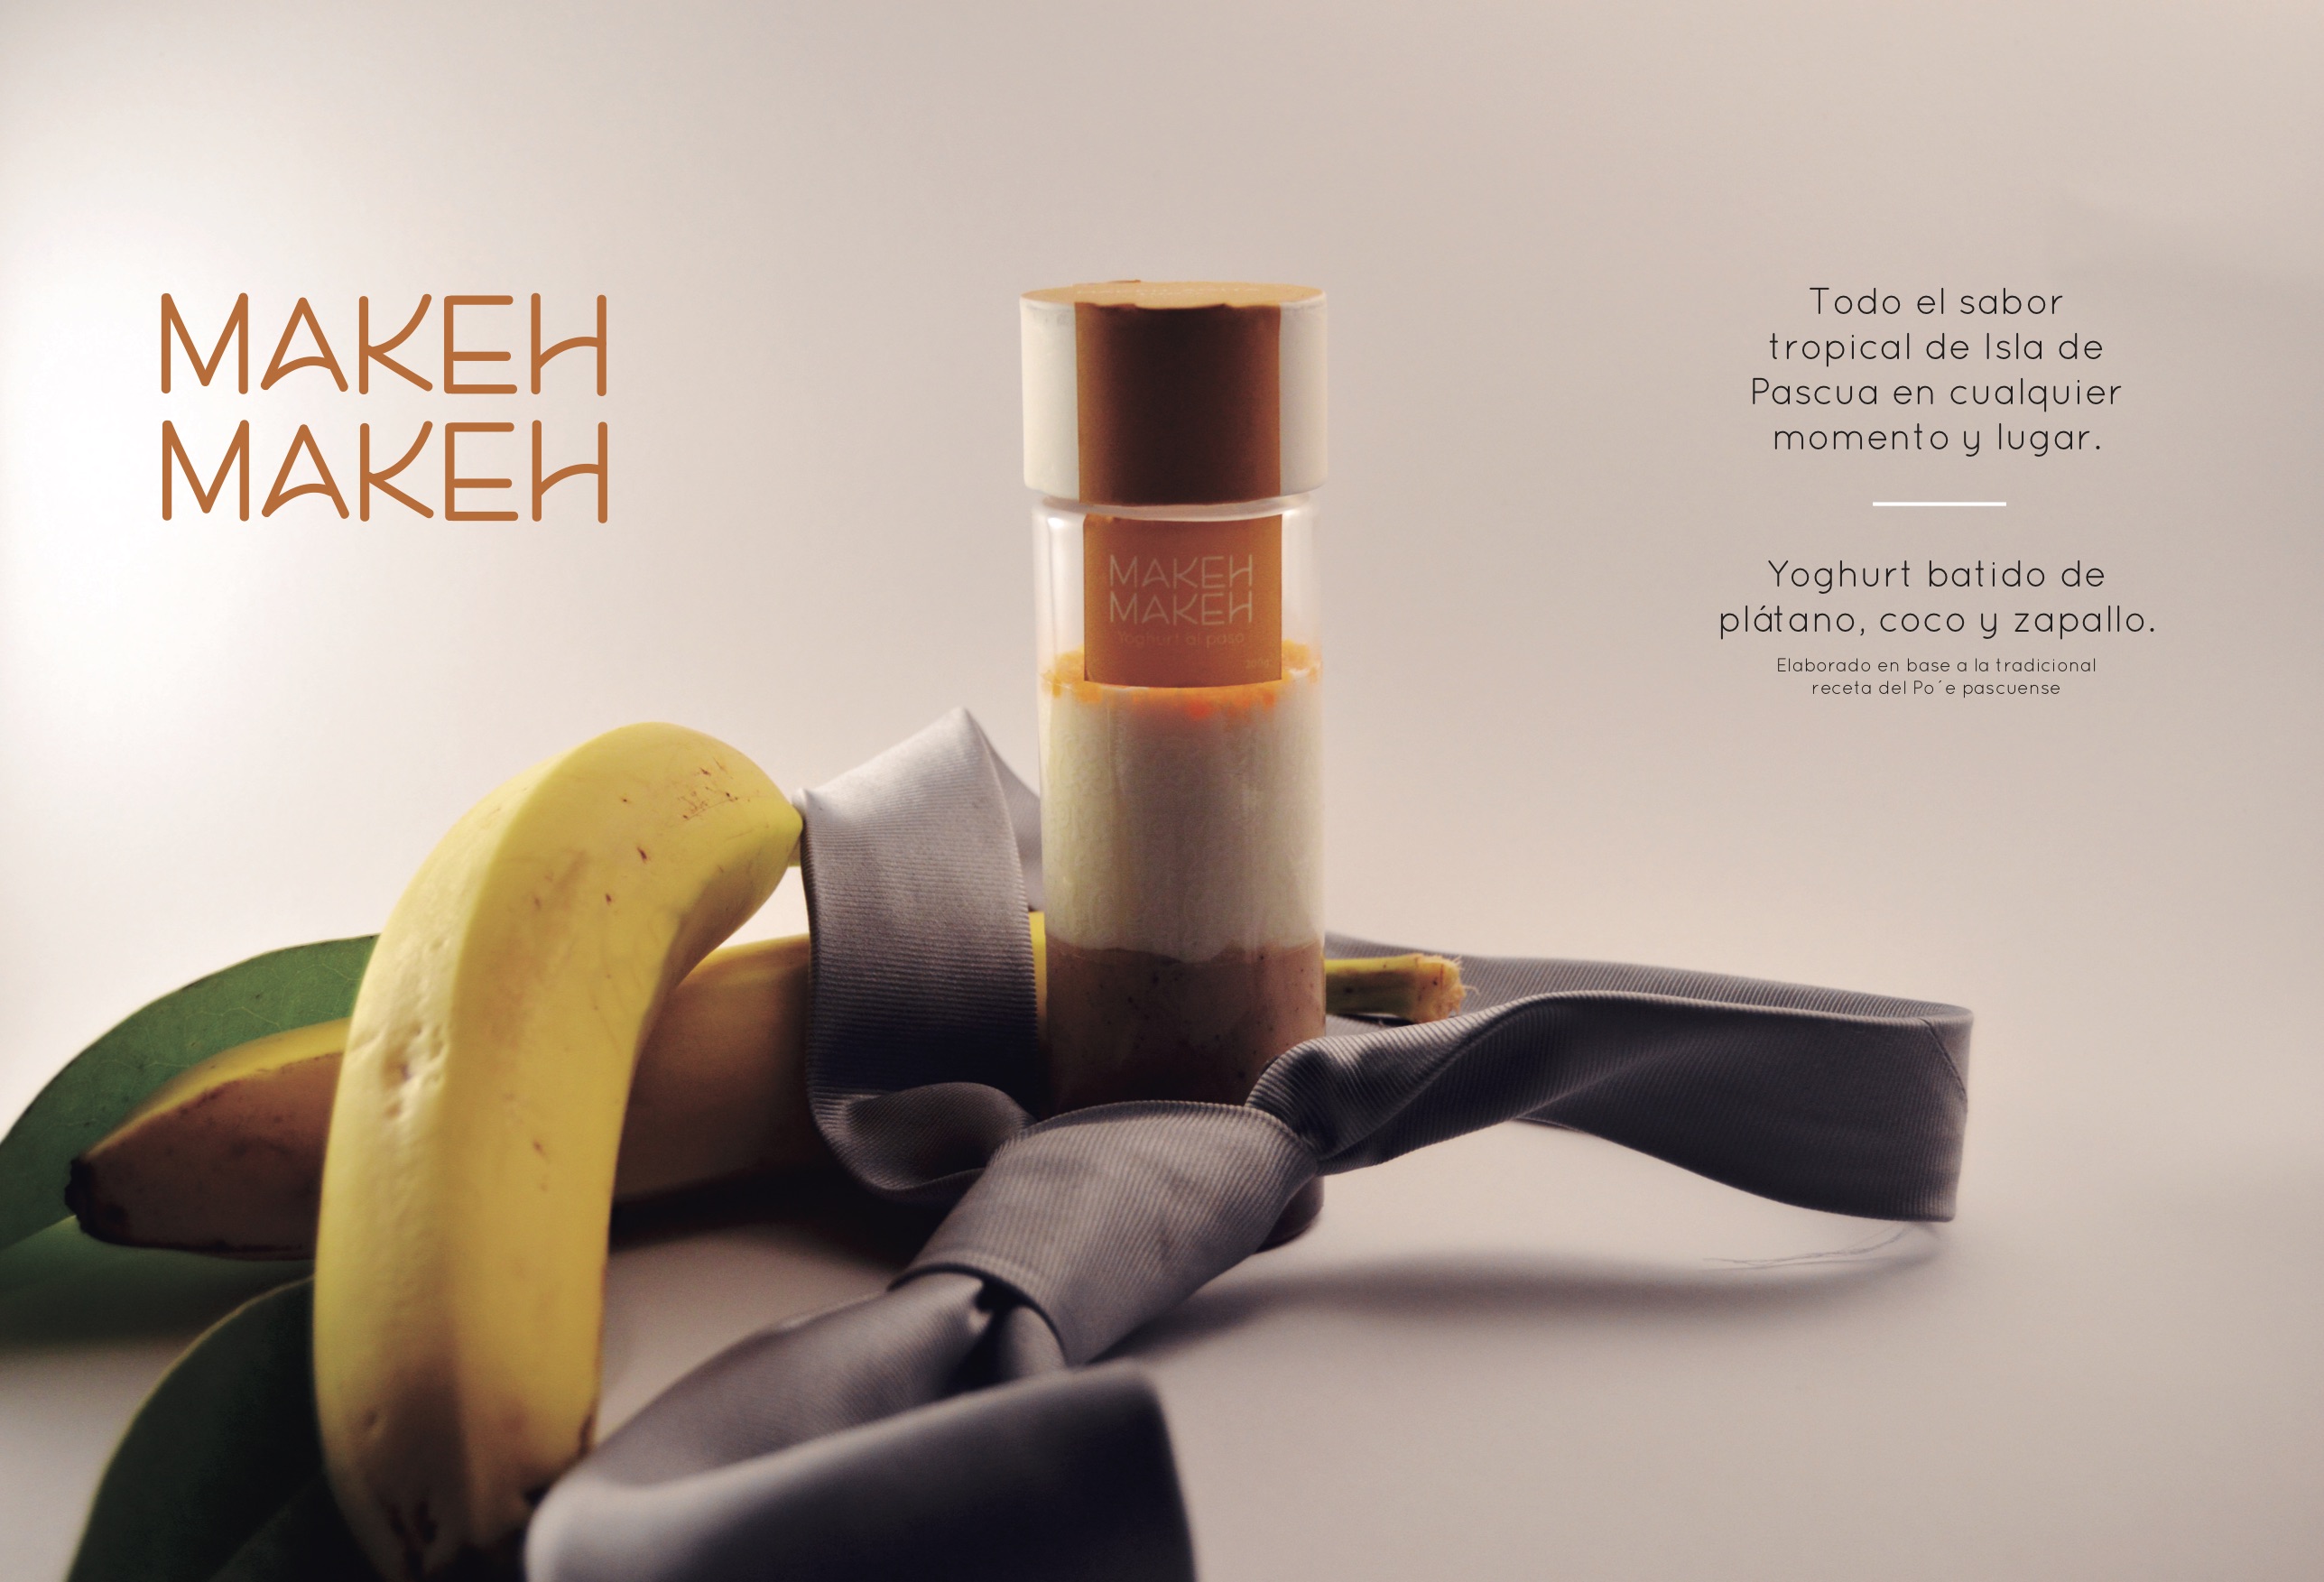 MAKEH
MAKEH
Todo el sabor
tropical de Isla de
Pascua en cualquier
momento y lugar.
Yoghurt batido de
plátano, coco y zapallo.
Elaborado en base a la tradicional
receta del Po´e pascuense
MAKEH
MAKEH
Yoghurt al paso